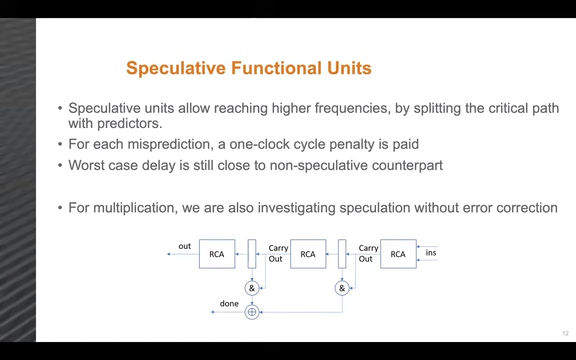 Speculative Functional Units
• Speculative units allow reaching higher frequencies, by splitting the critical path
with predictors.
• For each misprediction, a one-clock cycle penalty is paid
• Worst case delay is still close to non-speculative counterpart
• For multiplication, we are also investigating speculation without error correction
out
RCA
Carry
Out
RCA
Carry
Out
RCA
ins
&
&
done
12